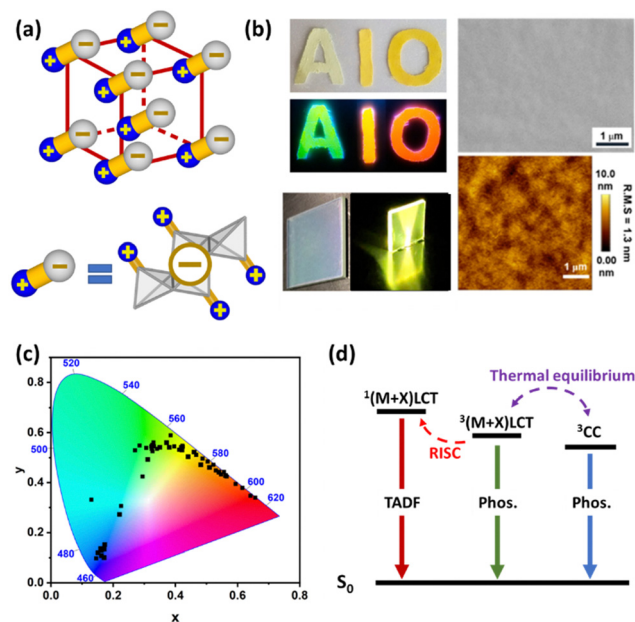 (a)
(b)
AIO
AIO
1 μm
10.0 nm
R.M.S = 1.3 nm
0.00 nm
1 μm
(c)
520
540
560
500
580
600
620
480
460
0.8
0.6
0.4
0.2
0.0
y
0.0 0.2 0.4 0.6 0.8
x
(d)
Thermal equilibrium
¹(M+X)LCT
³(M+X)LCT
³CC
RISC
TADF
Phos.
Phos.
S₀